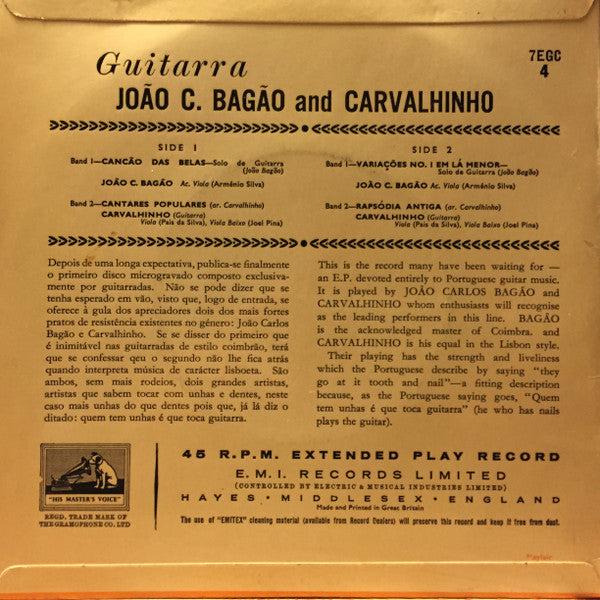 Guitarra
7EGC
4
JOÃO C. BAGÃO and CARVALHINHO
SIDE 1
Band 1—CANCÃO DAS BELAS—Solo de Guitarra
(João Bagão)
JOÃO C. BAGÃO Ac. Viola (Arménio Silva)
Band 2—CANTARES POPULARES (ar. Carvalhinho)
CARVALHINHO (Guitarra)
Viola (Pais da Silva), Viola Baixo (Joel Pina)
SIDE 2
Band 1—VARIAÇÕES NO. 1 EM LÁ MENOR—
Solo de Guitarra (João Bagão)
JOÃO C. BAGÃO Ac. Viola (Arménio Silva)
Band 2—RAPSÓDIA ANTIGA (ar. Carvalhinho)
CARVALHINHO (Guitarra)
Viola (Pais da Silva), Viola Baixo (Joel Pina)
Depois de uma longa expectativa, publica-se finalmente
o primeiro disco microgravado composto exclusiva-
mente por guitarradas. Não se pode dizer que se
tenha esperado em vão, visto que, logo de entrada, se
oferece à gula dos apreciadores dois dos mais fortes
pratos de resistência existentes no género: João Carlos
Bagão e Carvalhinho. Se se disser do primeiro que
é inimitável nas guitarradas de estilo coimbrão, terá
que se confessar qeu o segundo não lhe fica atrás
quando interpreta música de carácter lisboeta. São
ambos, sem mais rodeios, dois grandes artistas,
artistas que sabem tocar com unhas e dentes, neste
caso mais unhas do que dentes pois que, já lá diz o
ditado: quem tem unhas é que toca guitarra.
This is the record many have been waiting for —
an E.P. devoted entirely to Portuguese guitar music.
It is played by JOÃO CARLOS BAGÃO and
CARVALHINHO whom enthusiasts will recognise
as the leading performers in this line. BAGÃO
is the acknowledged master of Coimbra. and
CARVALHINHO is his equal in the Lisbon style.
Their playing has the strength and liveliness
which the Portuguese describe by saying "they
go at it tooth and nail"—a fitting description
because, as the Portuguese saying goes, "Quem
tem unhas é que toca guitarra" (he who has nails
plays the guitar).
"HIS MASTER'S VOICE"
REGD. TRADE MARK OF
THE GRAMOPHONE CO. LTD
45 R.P.M. EXTENDED PLAY RECORD
E.M.I. RECORDS LIMITED
(CONTROLLED BY ELECTRIC & MUSICAL INDUSTRIES LIMITED)
HAYES · MIDDLESEX · ENGLAND
Made and Printed in Great Britain
The use of "EMITEX" cleaning material (available from Record Dealers) will preserve this record and keep it free from dust.